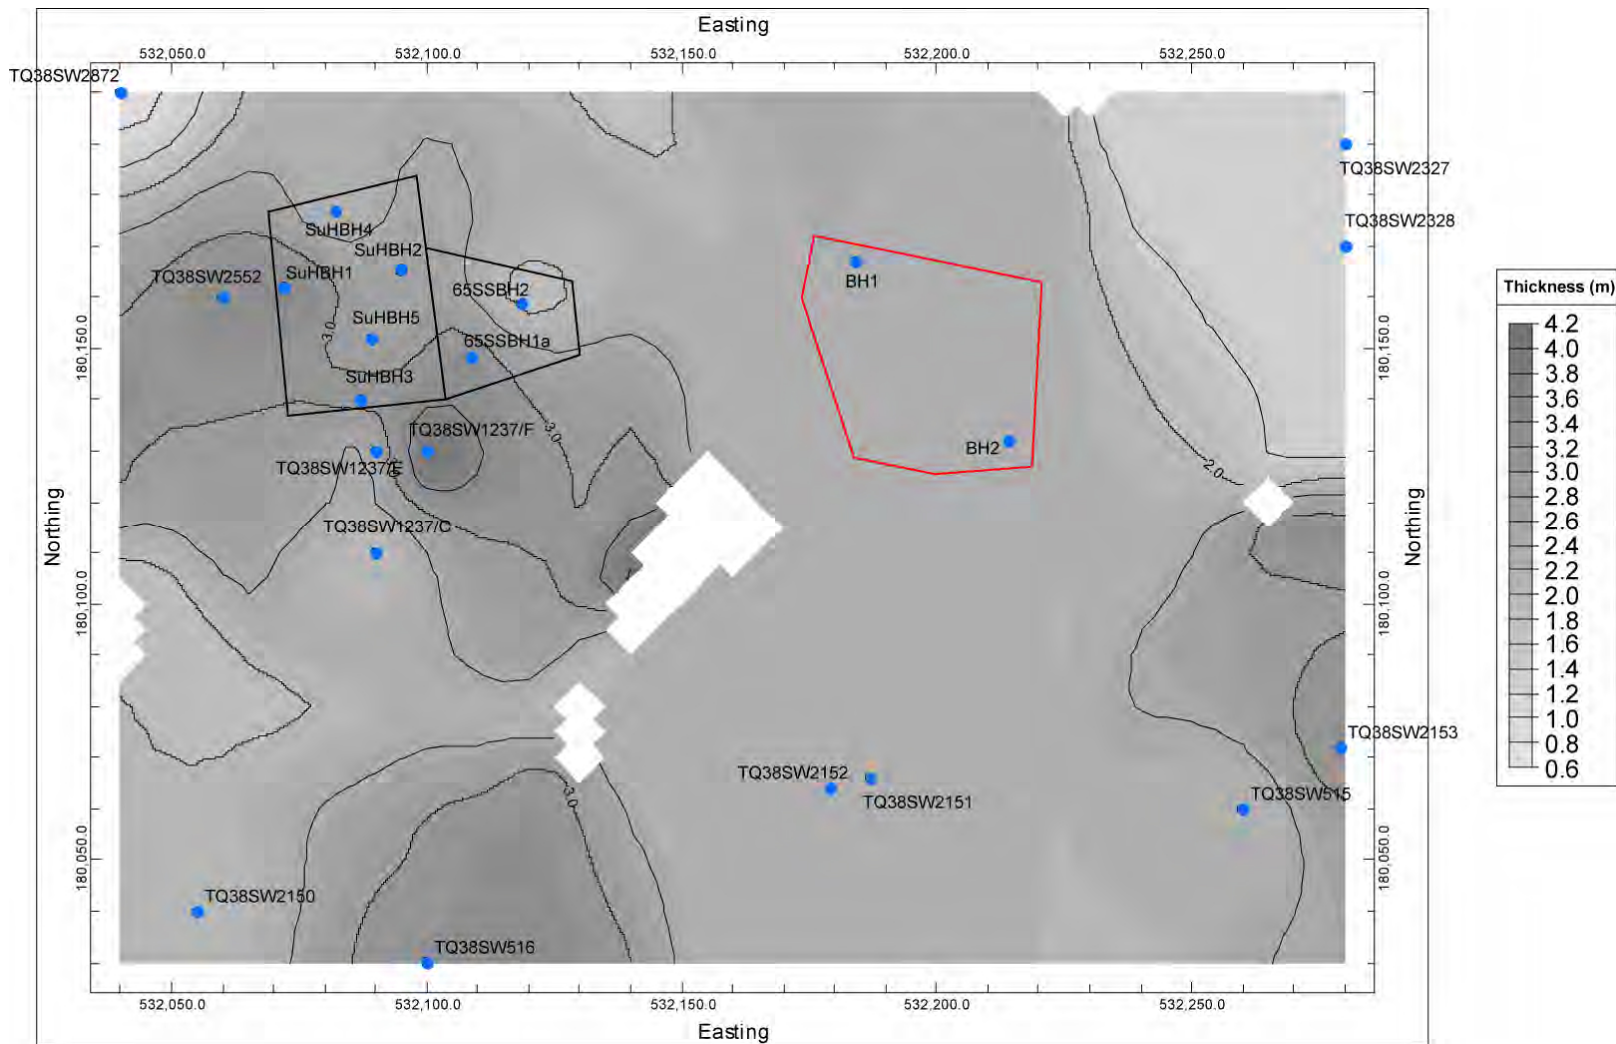 Easting
532,050.0 532,100.0 532,150.0 532,200.0 532,250.0
TQ38SW2872
TQ38SW2327
SuHBH4
TQ38SW2328
SuHBH2
TQ38SW2552
SuHBH1
65SSBH2
BH1
Thickness (m)
SuHBH5
3.0
65SSBH1a
180,150.0
180,150.0
SuHBH3
TQ38SW1237/F
3.0
BH2
TQ38SW1237/E
2.0
TQ38SW1237/C
Northing
Northing
4.2
4.0
3.8
3.6
3.4
3.2
3.0
2.8
2.6
2.4
2.2
2.0
1.8
1.6
1.4
1.2
1.0
0.8
0.6
180,100.0
180,100.0
TQ38SW2153
TQ38SW2152
TQ38SW2151
TQ38SW515
3.0
180,050.0
180,050.0
TQ38SW2150
TQ38SW516
532,050.0 532,100.0 532,150.0 532,200.0 532,250.0
Easting